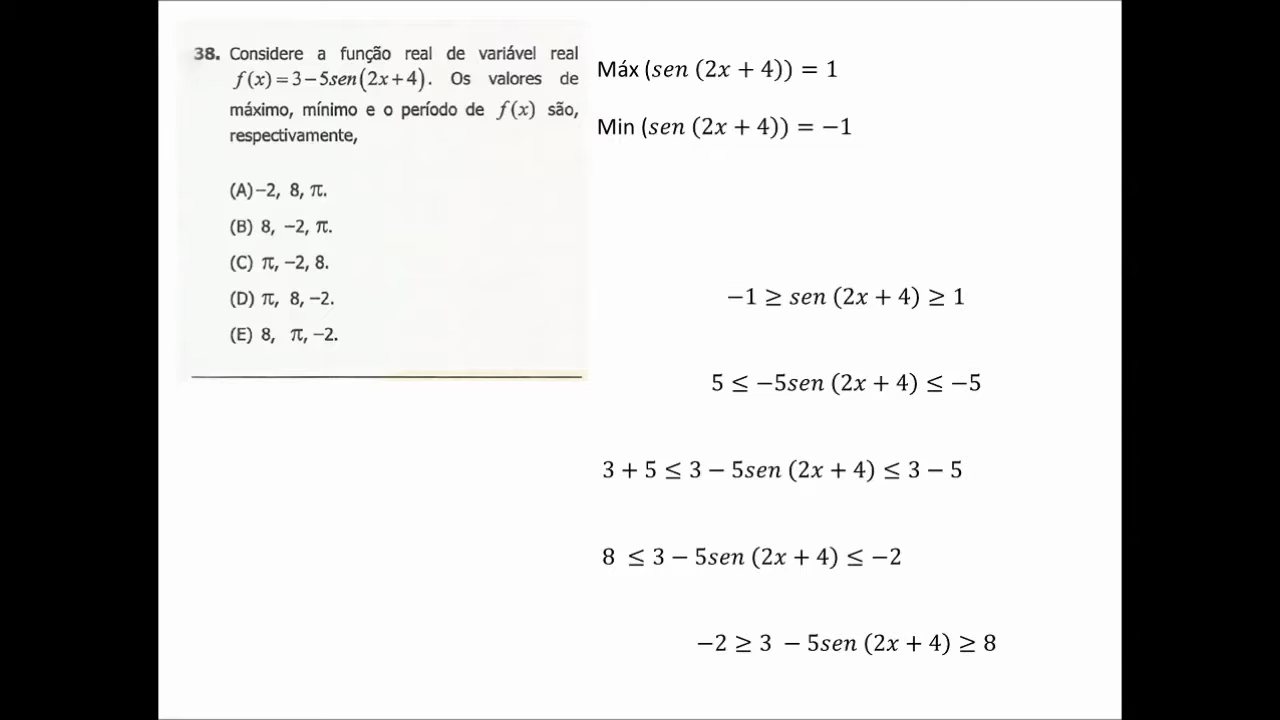 38. Considere a função real de variável real
f(x)=3−5sen(2x+4). Os valores de
máximo, mínimo e o período de f(x) são,
respectivamente,
(A)−2, 8, π.
(B) 8, −2, π.
(C) π, −2, 8.
(D) π, 8, −2.
(E) 8, π, −2.
Máx (sen (2x + 4)) = 1
Min (sen (2x + 4)) = −1
−1 ≥ sen (2x + 4) ≥ 1
5 ≤ −5sen (2x + 4) ≤ −5
3 + 5 ≤ 3 − 5sen (2x + 4) ≤ 3 − 5
8 ≤ 3 − 5sen (2x + 4) ≤ −2
−2 ≥ 3 − 5sen (2x + 4) ≥ 8